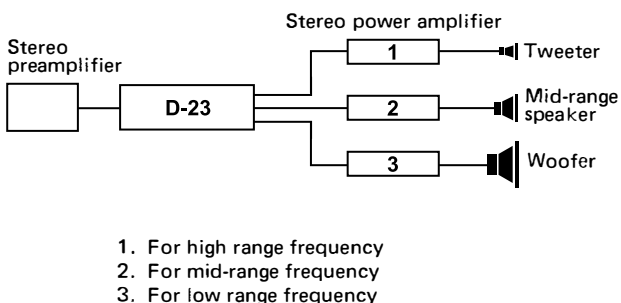 Stereo power amplifier
Stereo
preamplifier
1
Tweeter
D-23
2
Mid-range
speaker
3
Woofer
1. For high range frequency
2. For mid-range frequency
3. For low range frequency